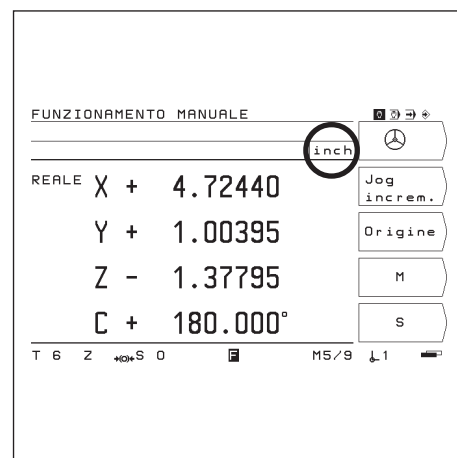 FUNZIONAMENTO MANUALE
inch
REALE X + 4.72440
Y + 1.00395
Z - 1.37795
C + 180.000°
Jog
increm.
Origine
M
S
T 6 Z S 0 F M5/9 1